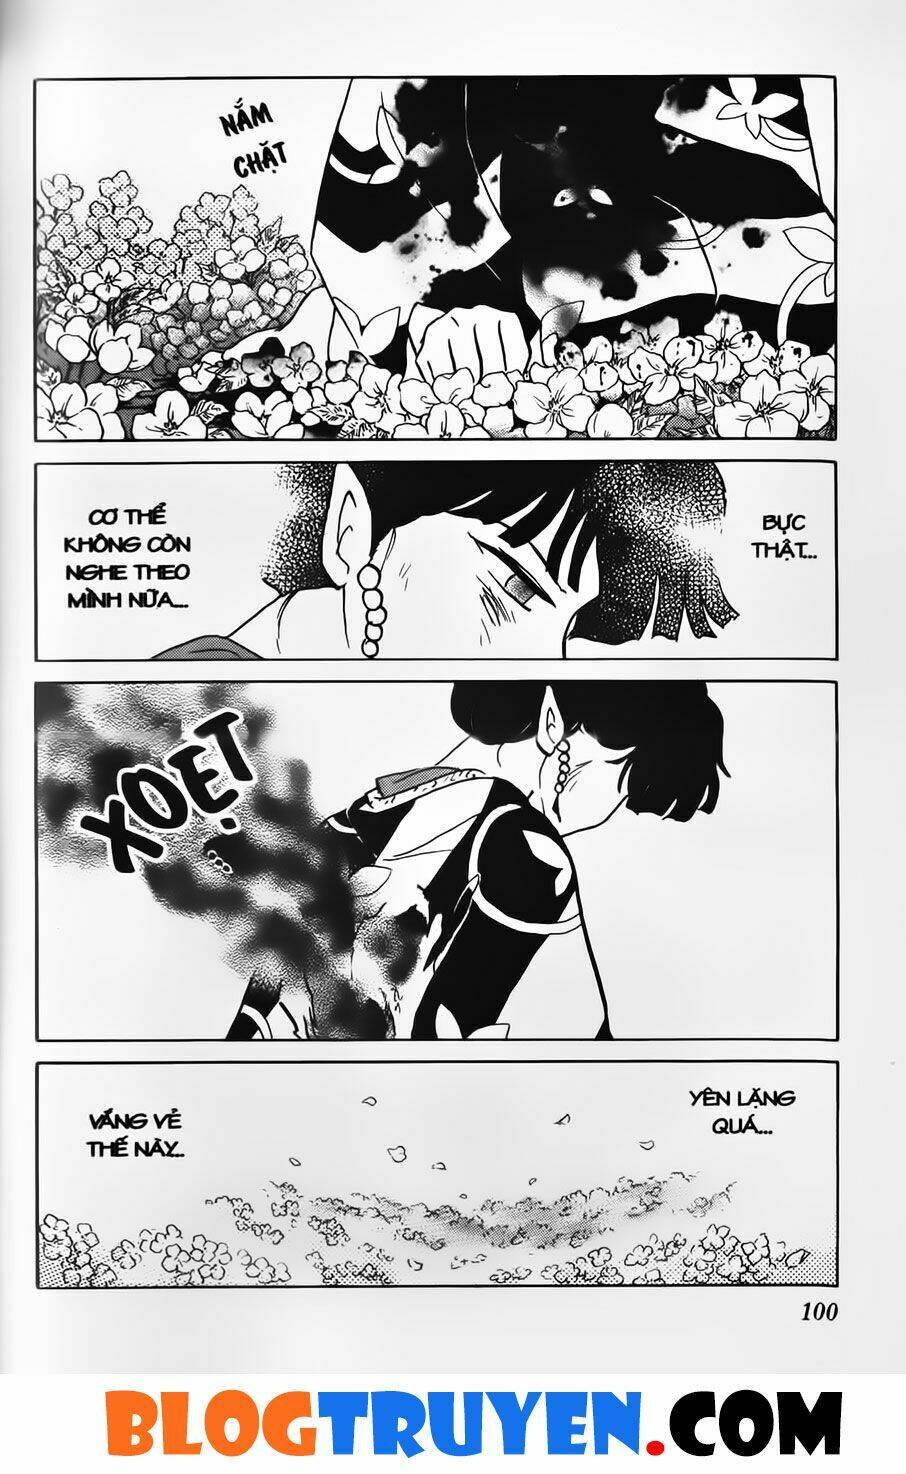 NẮM
CHẶT
BỰC
THẬT...
CƠ THỂ
KHÔNG CÒN
NGHE THEO
MÌNH NỮA...
XOẸT
YÊN LẶNG
QUÁ...
VẮNG VẺ
THẾ NÀY...
100
BLOGTRUYEN.COM